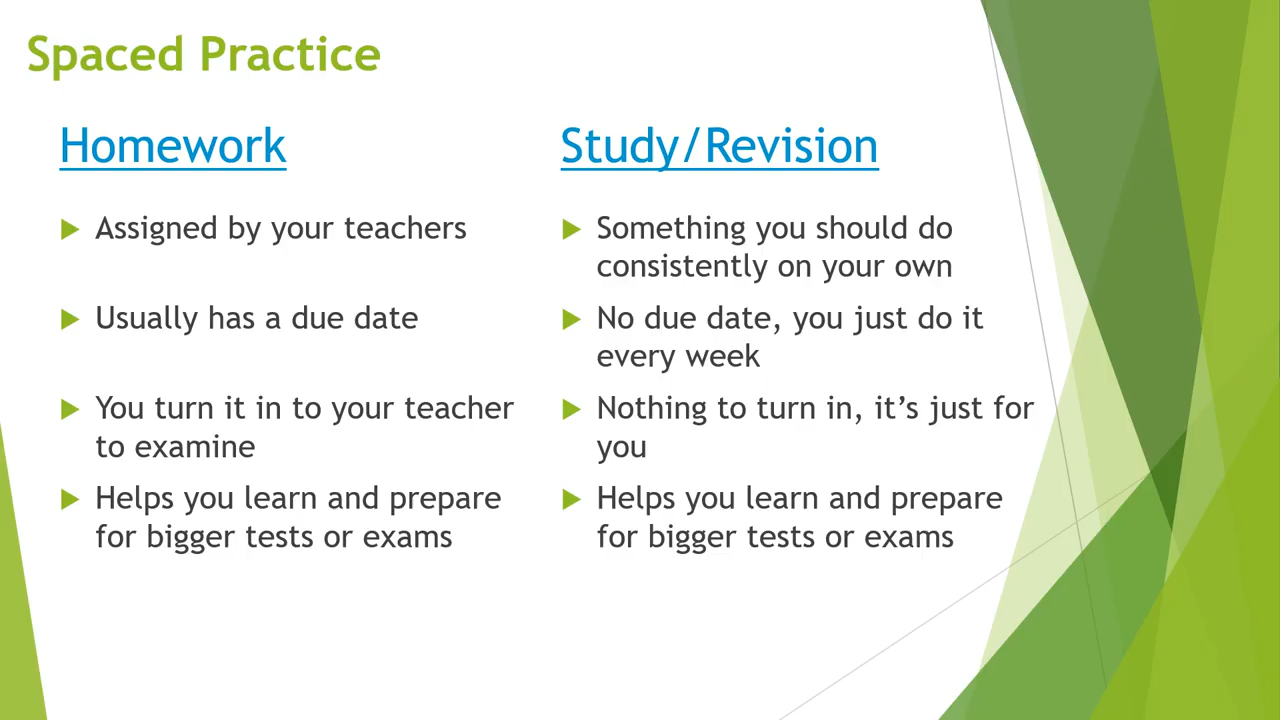 Spaced Practice
Homework
Assigned by your teachers
Usually has a due date
You turn it in to your teacher
to examine
Helps you learn and prepare
for bigger tests or exams
Study/Revision
Something you should do
consistently on your own
No due date, you just do it
every week
Nothing to turn in, it’s just for
you
Helps you learn and prepare
for bigger tests or exams